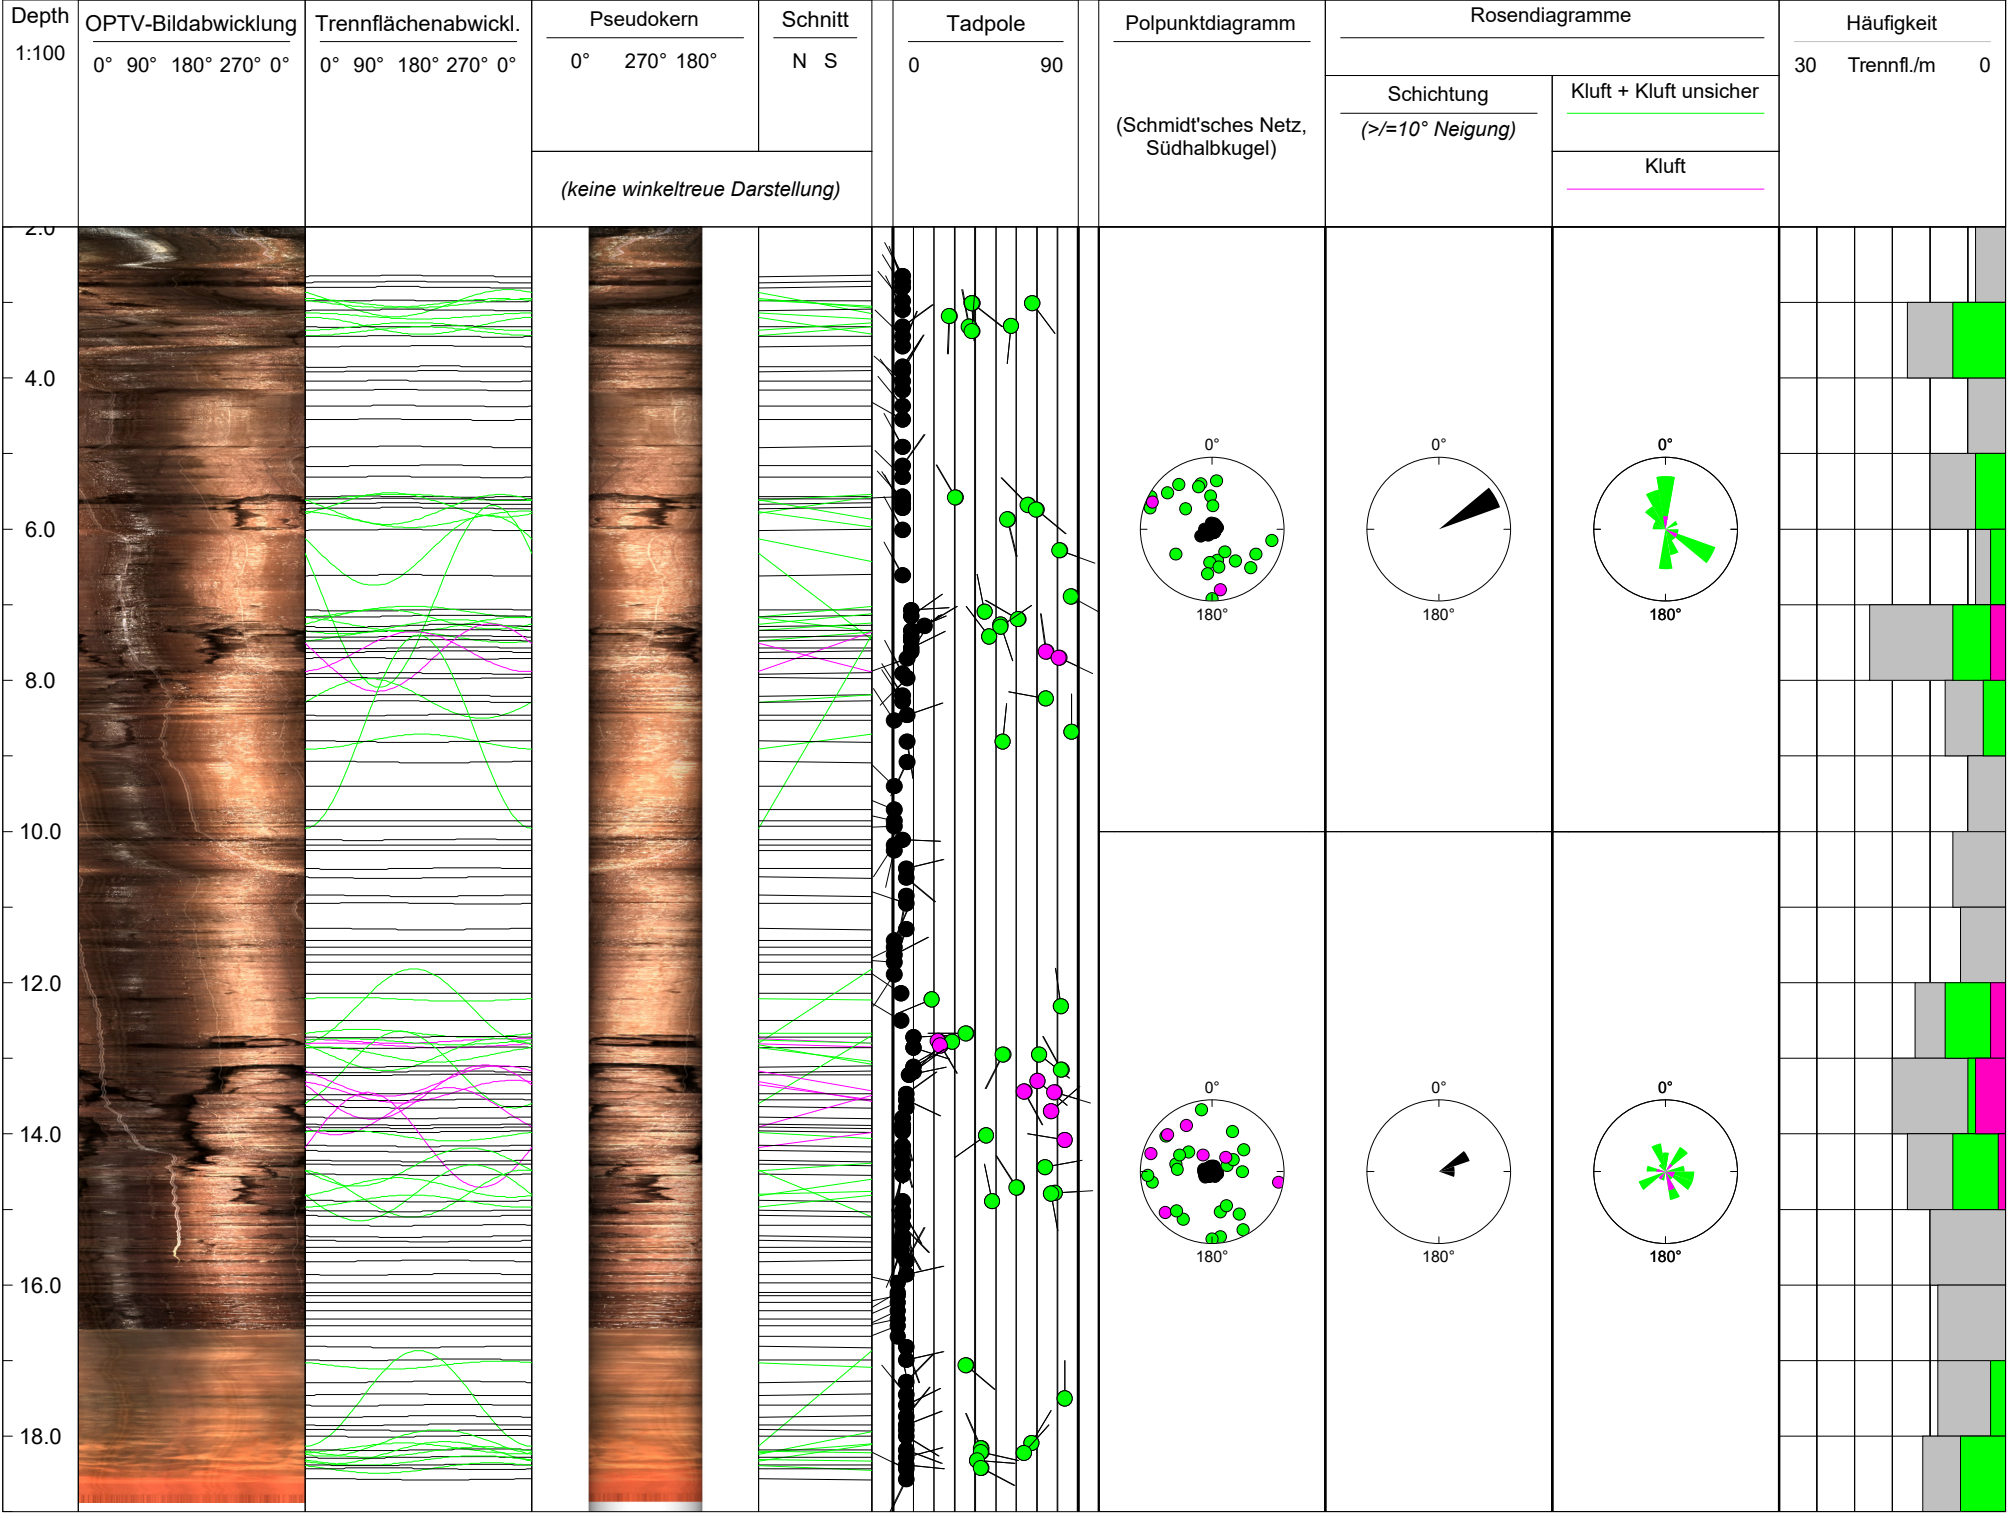 Depth
1:100
OPTV-Bildabwicklung
0° 90° 180° 270° 0°
Trennflächenabwickl.
0° 90° 180° 270° 0°
Pseudokern
0° 270° 180°
Schnitt
N S
(keine winkeltreue Darstellung)
Tadpole
0 90
Polpunktdiagramm
(Schmidt'sches Netz,
Südhalbkugel)
Rosendiagramme
Schichtung
(>/=10° Neigung)
Kluft + Kluft unsicher
Kluft
Häufigkeit
30 Trennfl./m 0
2.0
4.0
6.0
8.0
10.0
12.0
14.0
16.0
18.0
0°
180°
0°
180°
0°
180°
0°
180°
0°
180°
0°
180°